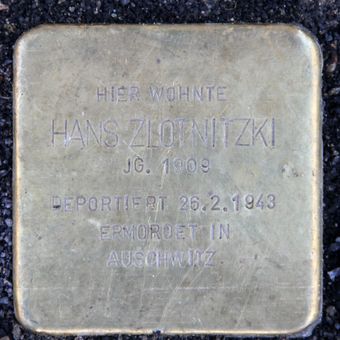 HIER WOHNTE
HANS ZLOTNITZKI
JG. 1909
DEPORTIERT 26.2.1943
ERMORDET IN
AUSCHWITZ